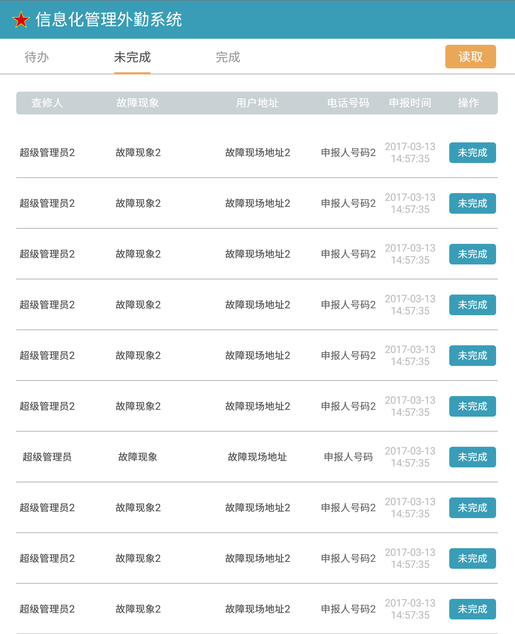 信息化管理外勤系统
待办 未完成 完成 读取
查修人 故障现象 用户地址 电话号码 申报时间 操作
超级管理员2 故障现象2 故障现场地址2 申报人号码2 2017-03-13 14:57:35 未完成
超级管理员2 故障现象2 故障现场地址2 申报人号码2 2017-03-13 14:57:35 未完成
超级管理员2 故障现象2 故障现场地址2 申报人号码2 2017-03-13 14:57:35 未完成
超级管理员2 故障现象2 故障现场地址2 申报人号码2 2017-03-13 14:57:35 未完成
超级管理员2 故障现象2 故障现场地址2 申报人号码2 2017-03-13 14:57:35 未完成
超级管理员2 故障现象2 故障现场地址2 申报人号码2 2017-03-13 14:57:35 未完成
超级管理员 故障现象 故障现场地址 申报人号码 2017-03-13 14:57:35 未完成
超级管理员2 故障现象2 故障现场地址2 申报人号码2 2017-03-13 14:57:35 未完成
超级管理员2 故障现象2 故障现场地址2 申报人号码2 2017-03-13 14:57:35 未完成
超级管理员2 故障现象2 故障现场地址2 申报人号码2 2017-03-13 14:57:35 未完成